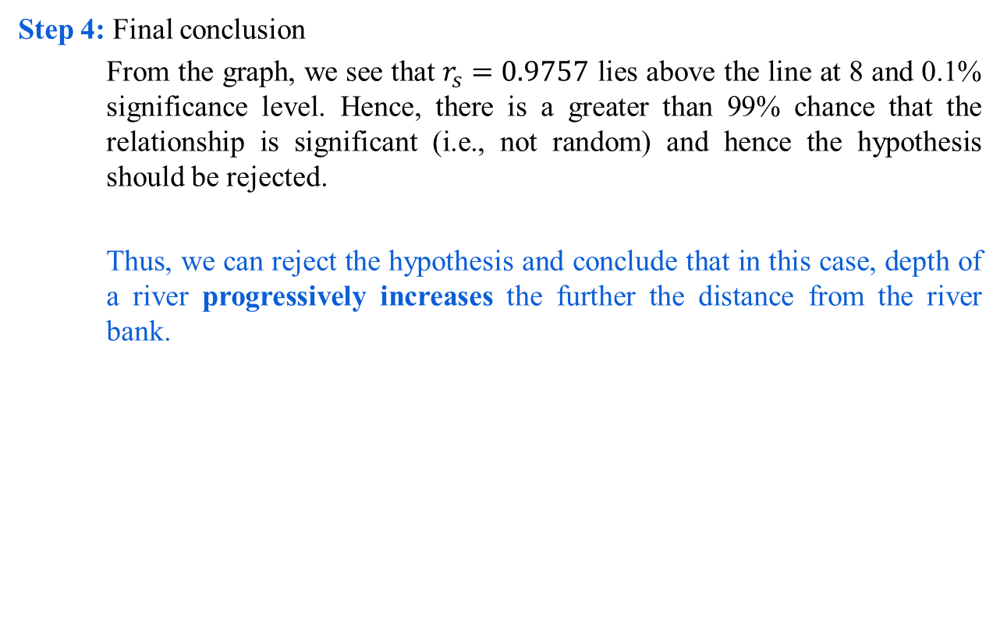 Step 4: Final conclusion
From the graph, we see that rₛ = 0.9757 lies above the line at 8 and 0.1%
significance level. Hence, there is a greater than 99% chance that the
relationship is significant (i.e., not random) and hence the hypothesis
should be rejected.
Thus, we can reject the hypothesis and conclude that in this case, depth of
a river progressively increases the further the distance from the river
bank.